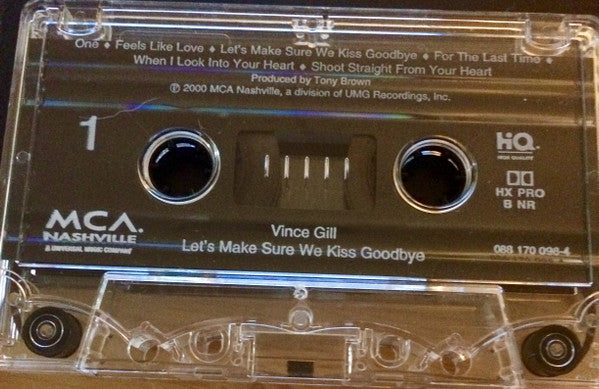 One ◆ Feels Like Love ◆ Let's Make Sure We Kiss Goodbye ◆ For The Last Time ◆
When I Look Into Your Heart ◆ Shoot Straight From Your Heart
Produced by Tony Brown
℗ 2000 MCA Nashville, a division of UMG Recordings, Inc.
1
HiQ
HIGH QUALITY
HX PRO
B NR
MCA
NASHVILLE
A UNIVERSAL MUSIC COMPANY
Vince Gill
Let's Make Sure We Kiss Goodbye
088 170 098-4